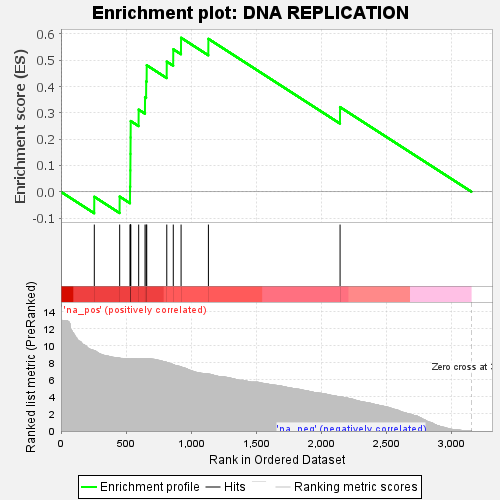 Enrichment plot: DNA REPLICATION
Enrichment score (ES)
0.6
0.5
0.4
0.3
0.2
0.1
0.0
-0.1
'na_pos' (positively correlated)
Ranked list metric (PreRanked)
14
12
10
8
6
4
2
0
Zero cross at
'na_neg' (negatively correlated)
0
500
1,000
1,500
2,000
2,500
3,000
Rank in Ordered Dataset
Enrichment profile
Hits
Ranking metric scores